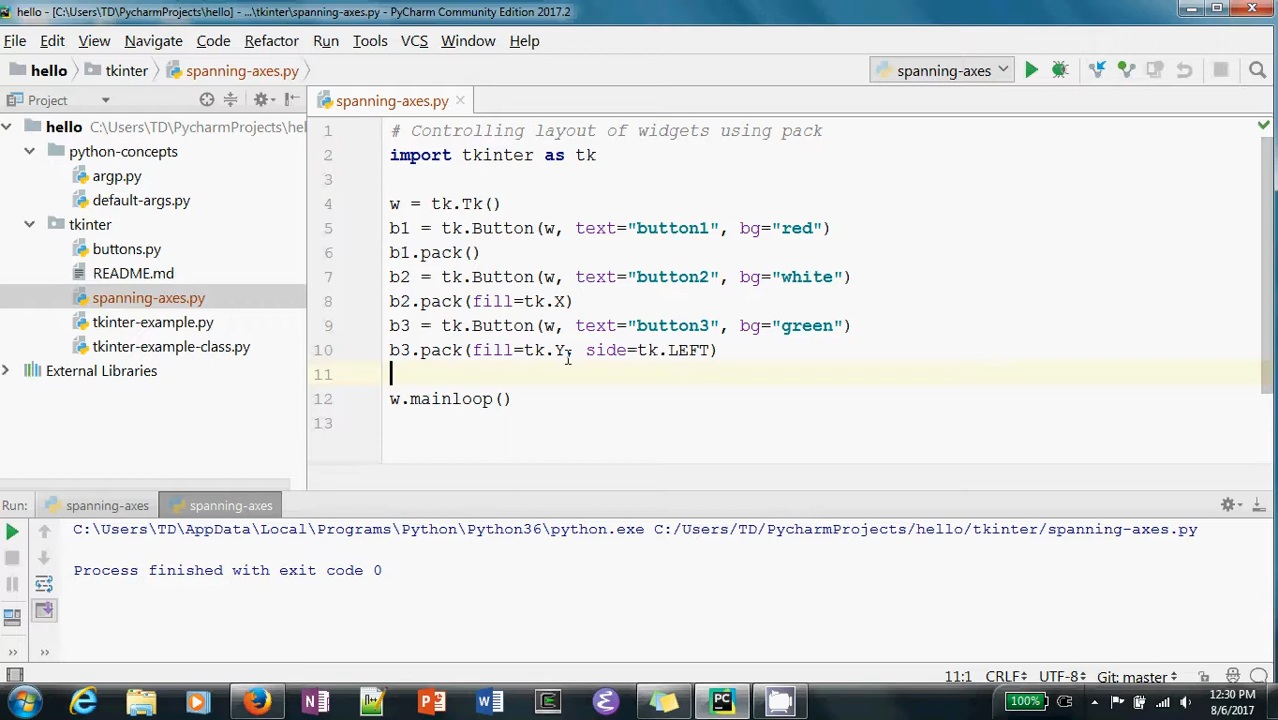 hello - [C:\Users\TD\PycharmProjects\hello] - ...\tkinter\spanning-axes.py - PyCharm Community Edition 2017.2
File Edit View Navigate Code Refactor Run Tools VCS Window Help
hello tkinter spanning-axes.py spanning-axes
Project spanning-axes.py
hello C:\Users\TD\PycharmProjects\hel
python-concepts
argp.py
default-args.py
tkinter
buttons.py
README.md
spanning-axes.py
tkinter-example.py
tkinter-example-class.py
External Libraries
1 # Controlling layout of widgets using pack
2 import tkinter as tk
3
4 w = tk.Tk()
5 b1 = tk.Button(w, text="button1", bg="red")
6 b1.pack()
7 b2 = tk.Button(w, text="button2", bg="white")
8 b2.pack(fill=tk.X)
9 b3 = tk.Button(w, text="button3", bg="green")
10 b3.pack(fill=tk.Y, side=tk.LEFT)
11
12 w.mainloop()
13
Run: spanning-axes spanning-axes
C:\Users\TD\AppData\Local\Programs\Python\Python36\python.exe C:/Users/TD/PycharmProjects/hello/tkinter/spanning-axes.py
Process finished with exit code 0
11:1 CRLF UTF-8 Git: master
100% 12:30 PM
8/6/2017